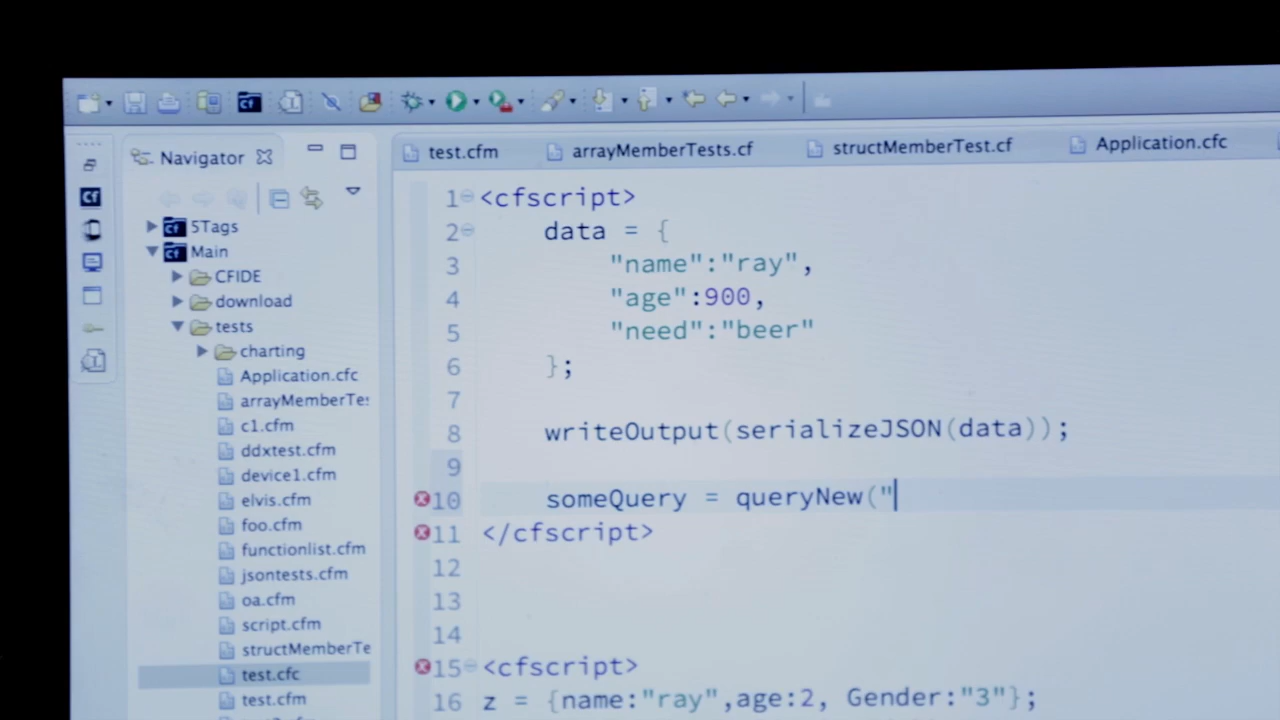 Navigator
5Tags
Main
CFIDE
download
tests
charting
Application.cfc
arrayMemberTes
c1.cfm
ddxtest.cfm
device1.cfm
elvis.cfm
foo.cfm
functionlist.cfm
jsontests.cfm
oa.cfm
script.cfm
structMemberTe
test.cfc
test.cfm
test.cfm arrayMemberTests.cf structMemberTest.cf Application.cfc
1 <cfscript>
2 data = {
3 "name":"ray",
4 "age":900,
5 "need":"beer"
6 };
7
8 writeOutput(serializeJSON(data));
9
10 someQuery = queryNew("
11 </cfscript>
12
13
14
15 <cfscript>
16 z = {name:"ray",age:2, Gender:"3"};